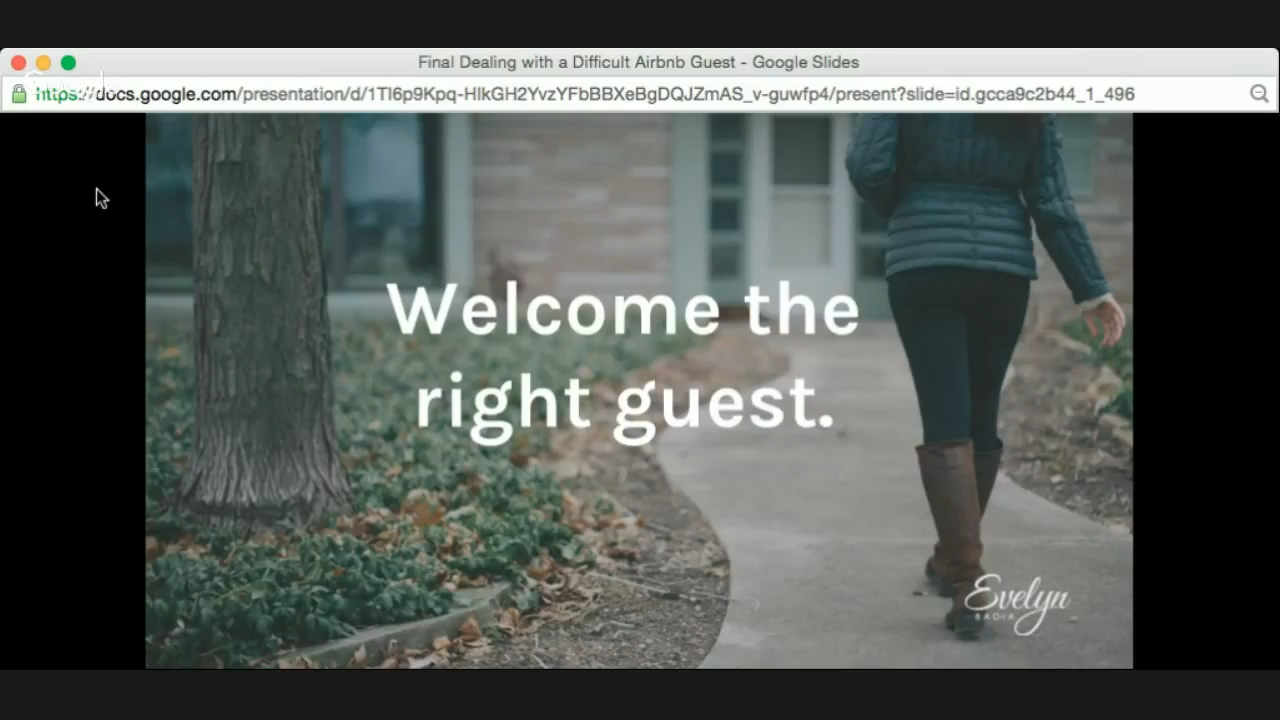 Final Dealing with a Difficult Airbnb Guest - Google Slides
https://docs.google.com/presentation/d/1Tl6p9Kpq-HlkGH2YvzYFbBBXeBgDQJZmAS_v-guwfp4/present?slide=id.gcca9c2b44_1_496
Welcome the
right guest.
Evelyn
BADIA